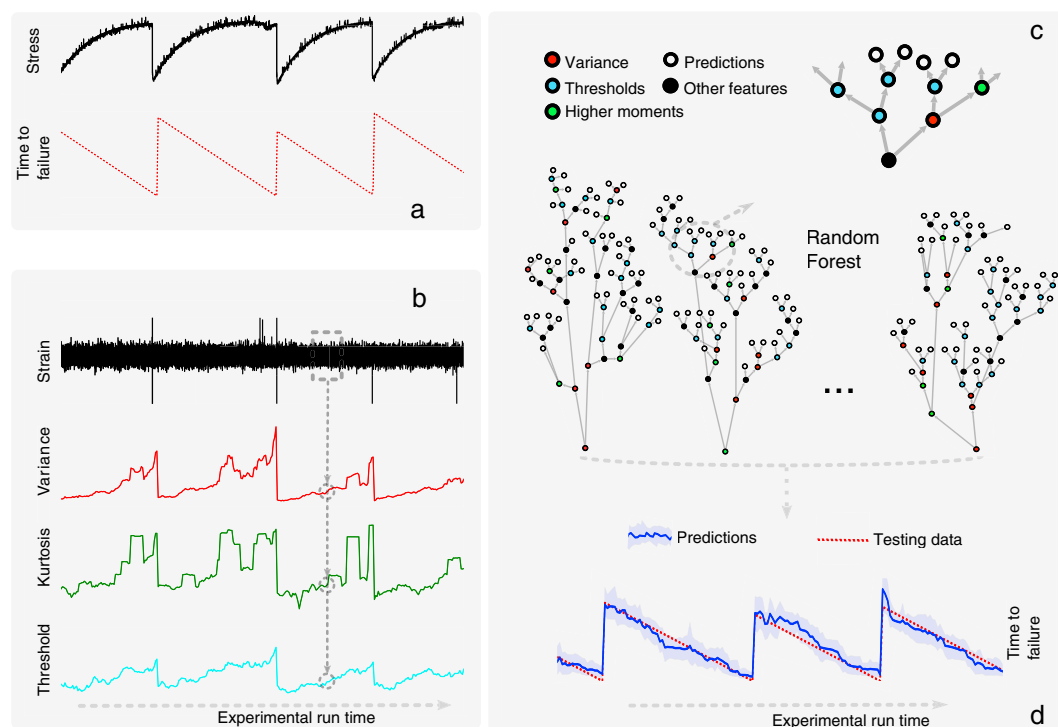 Stress
Time to
failure
a
b
Strain
Variance
Kurtosis
Threshold
Experimental run time
c
Variance
Predictions
Thresholds
Other features
Higher moments
Random
Forest
...
Predictions
Testing data
Time to
failure
Experimental run time
d